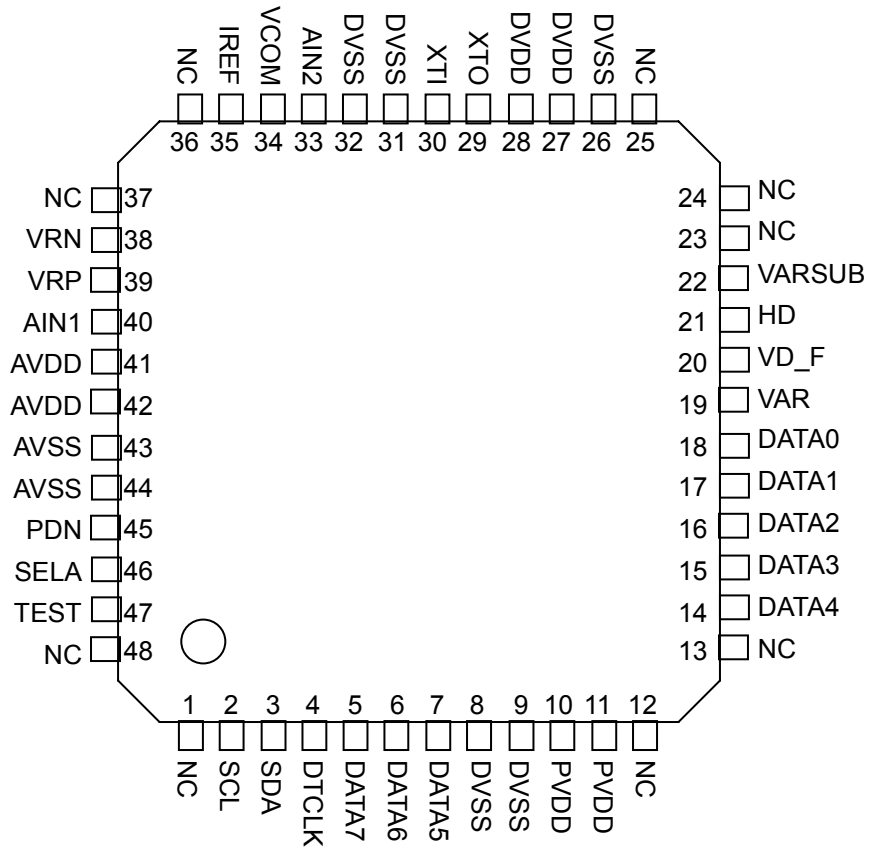 NC IREF VCOM AIN2 DVSS DVSS XTI XTO DVDD DVDD DVSS NC
36 35 34 33 32 31 30 29 28 27 26 25
NC 37 24 NC
VRN 38 23 NC
VRP 39 22 VARSUB
AIN1 40 21 HD
AVDD 41 20 VD_F
AVDD 42 19 VAR
AVSS 43 18 DATA0
AVSS 44 17 DATA1
PDN 45 16 DATA2
SELA 46 15 DATA3
TEST 47 14 DATA4
NC 48 13 NC
1 2 3 4 5 6 7 8 9 10 11 12
NC SCL SDA DTCLK DATA7 DATA6 DATA5 DVSS DVSS PVDD PVDD NC